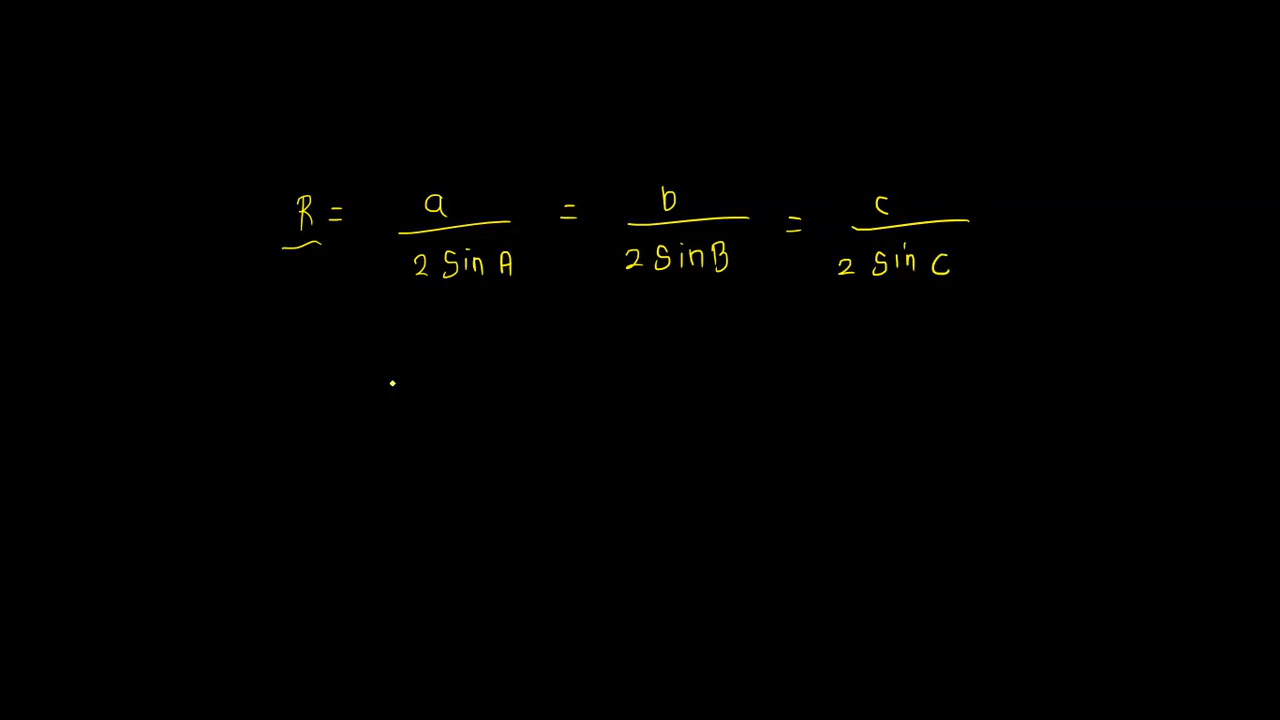 R = a / 2 Sin A = b / 2 Sin B = c / 2 Sin C